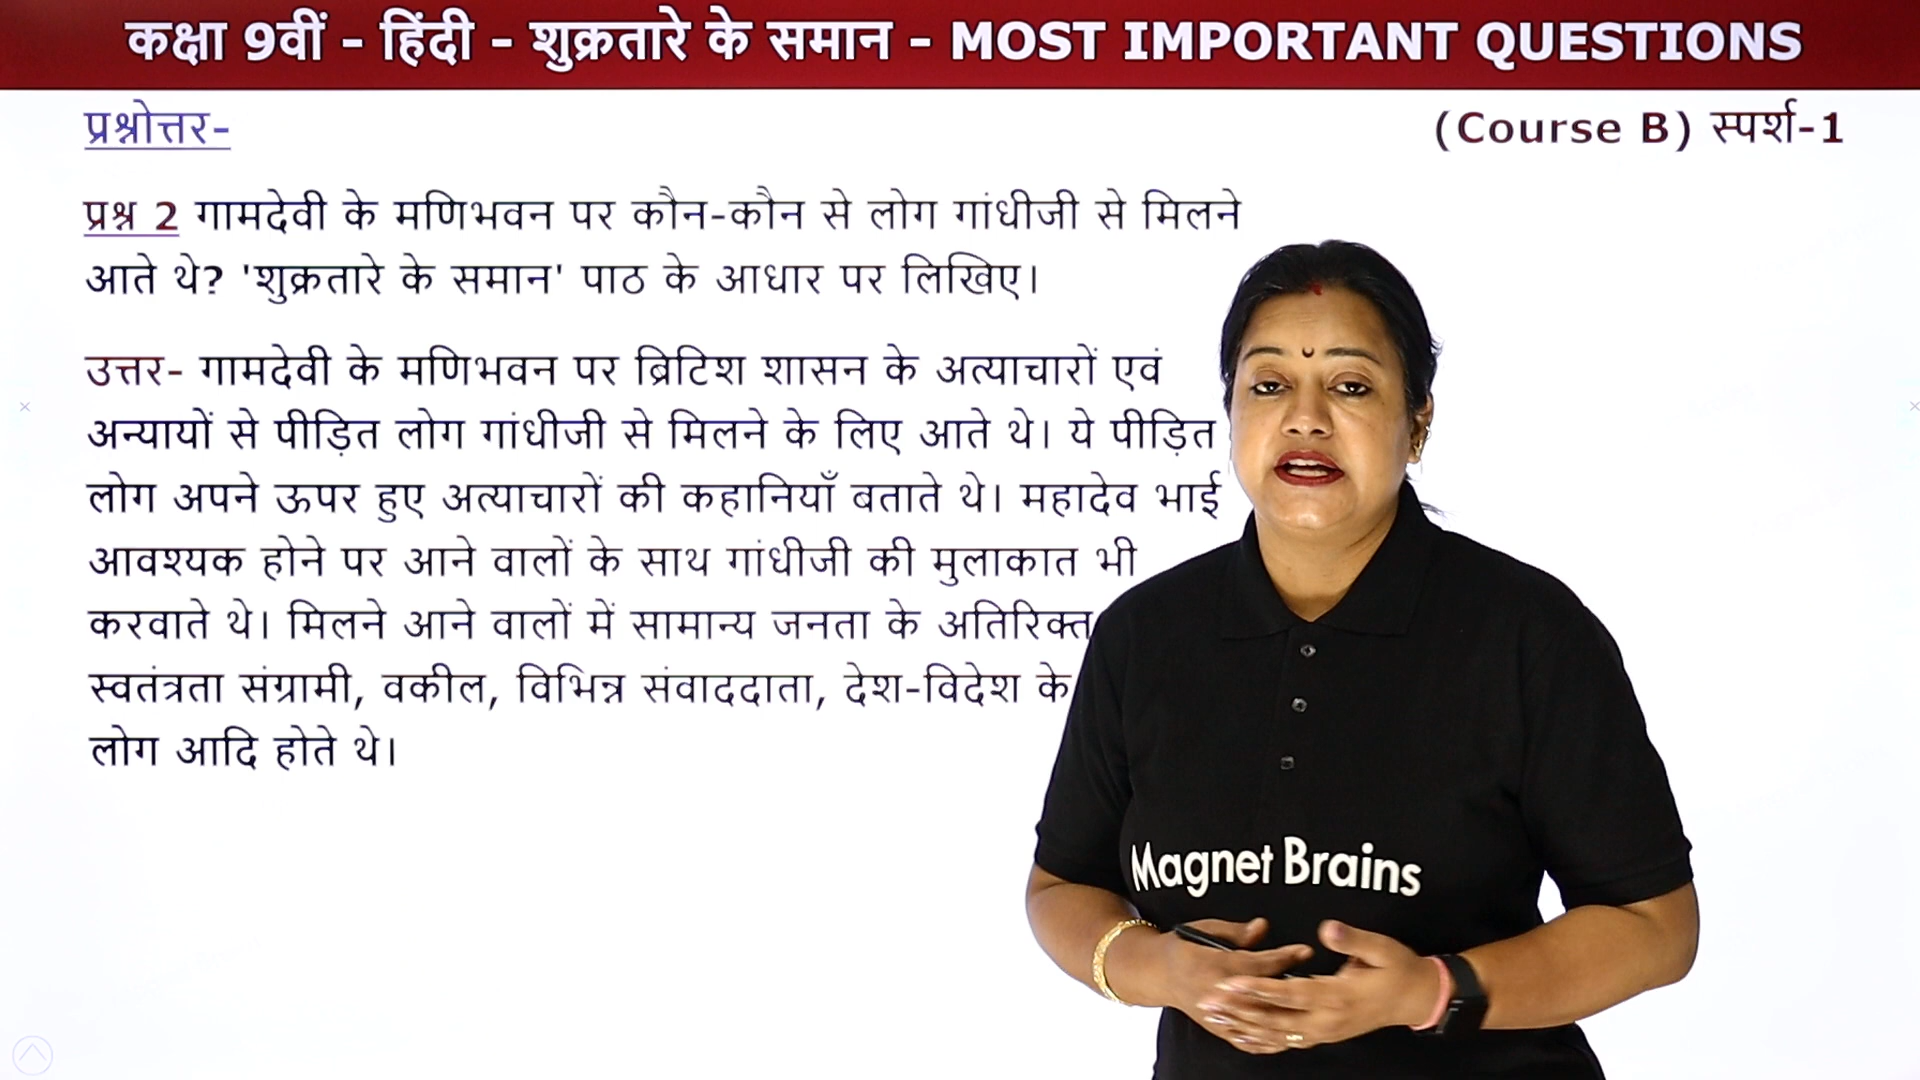 कक्षा 9वीं - हिंदी - शुक्रतारे के समान - MOST IMPORTANT QUESTIONS
प्रश्नोत्तर-
(Course B) स्पर्श-1
प्रश्न 2 गामदेवी के मणिभवन पर कौन-कौन से लोग गांधीजी से मिलने
आते थे? 'शुक्रतारे के समान' पाठ के आधार पर लिखिए।
उत्तर- गामदेवी के मणिभवन पर ब्रिटिश शासन के अत्याचारों एवं
अन्यायों से पीड़ित लोग गांधीजी से मिलने के लिए आते थे। ये पीड़ित
लोग अपने ऊपर हुए अत्याचारों की कहानियाँ बताते थे। महादेव भाई
आवश्यक होने पर आने वालों के साथ गांधीजी की मुलाकात भी
करवाते थे। मिलने आने वालों में सामान्य जनता के अतिरिक्त
स्वतंत्रता संग्रामी, वकील, विभिन्न संवाददाता, देश-विदेश के
लोग आदि होते थे।
Magnet Brains